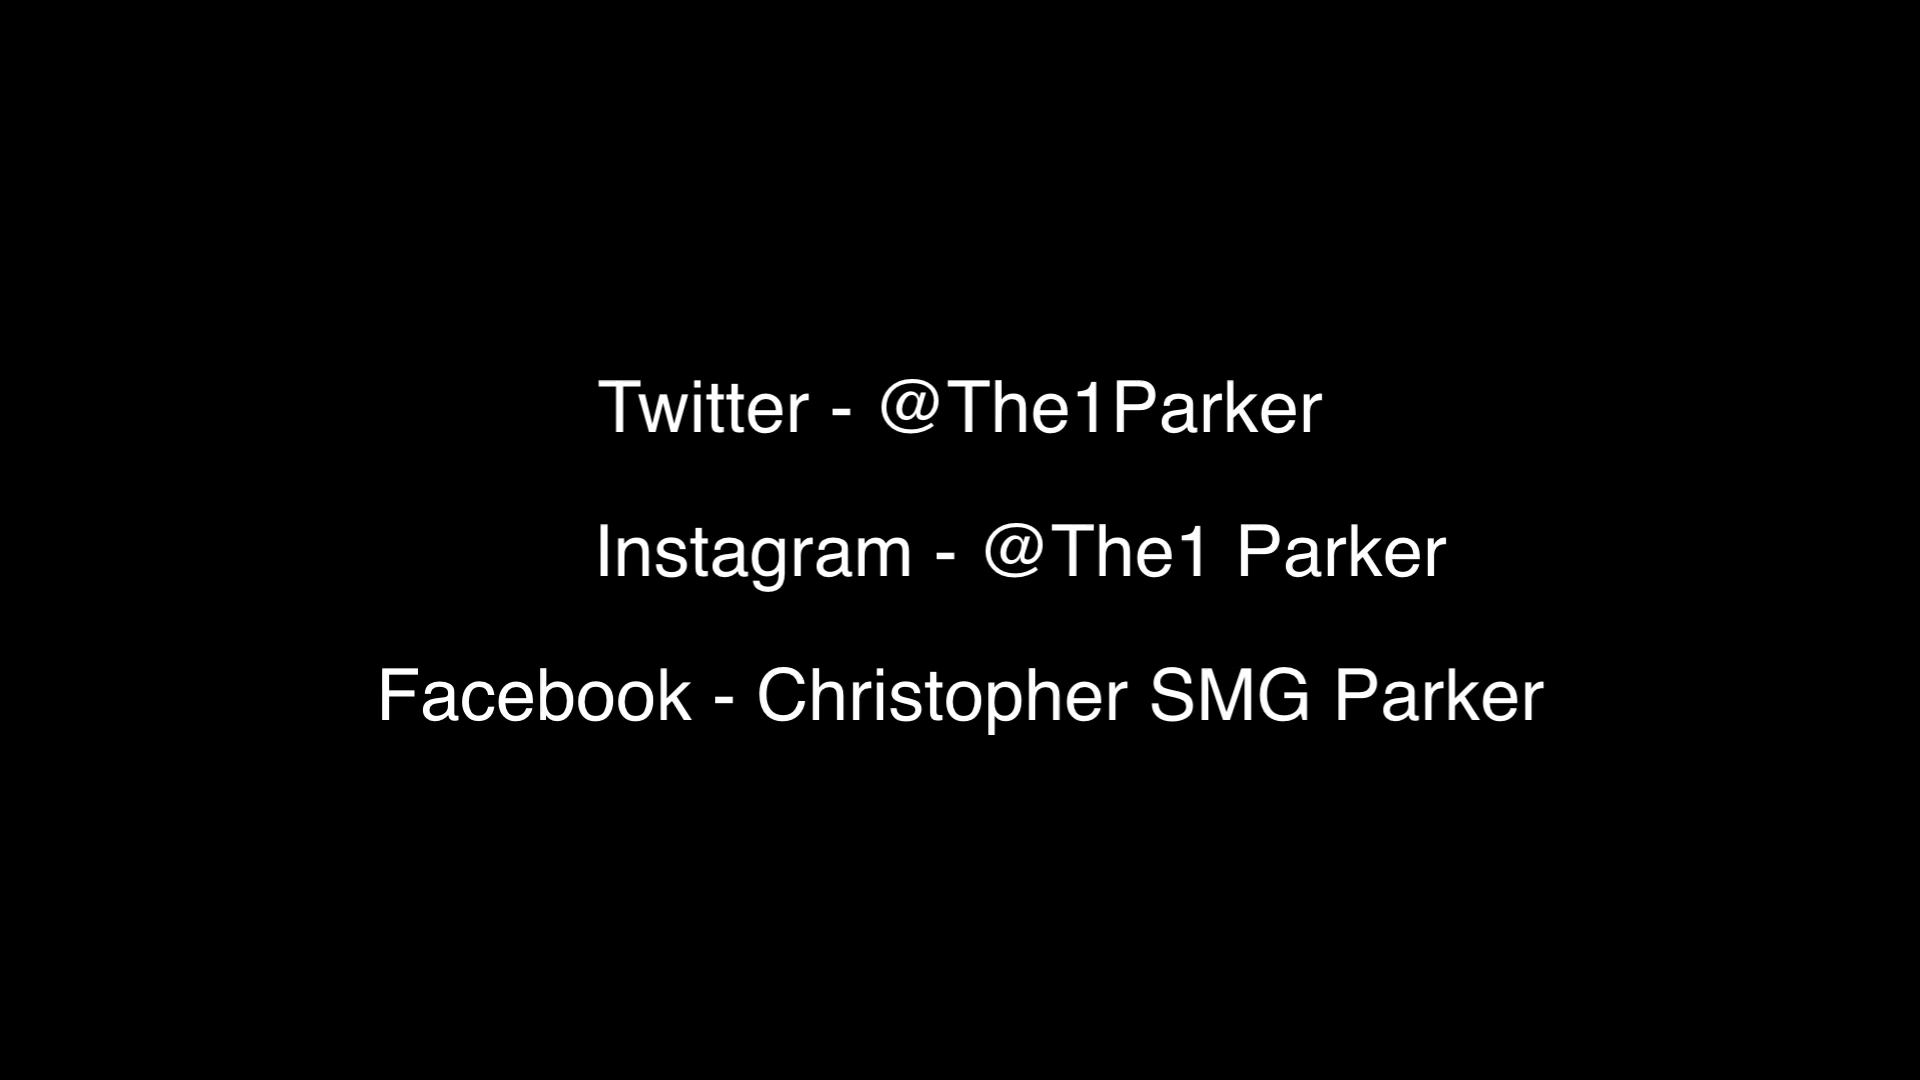 Twitter - @The1Parker
Instagram - @The1 Parker
Facebook - Christopher SMG Parker